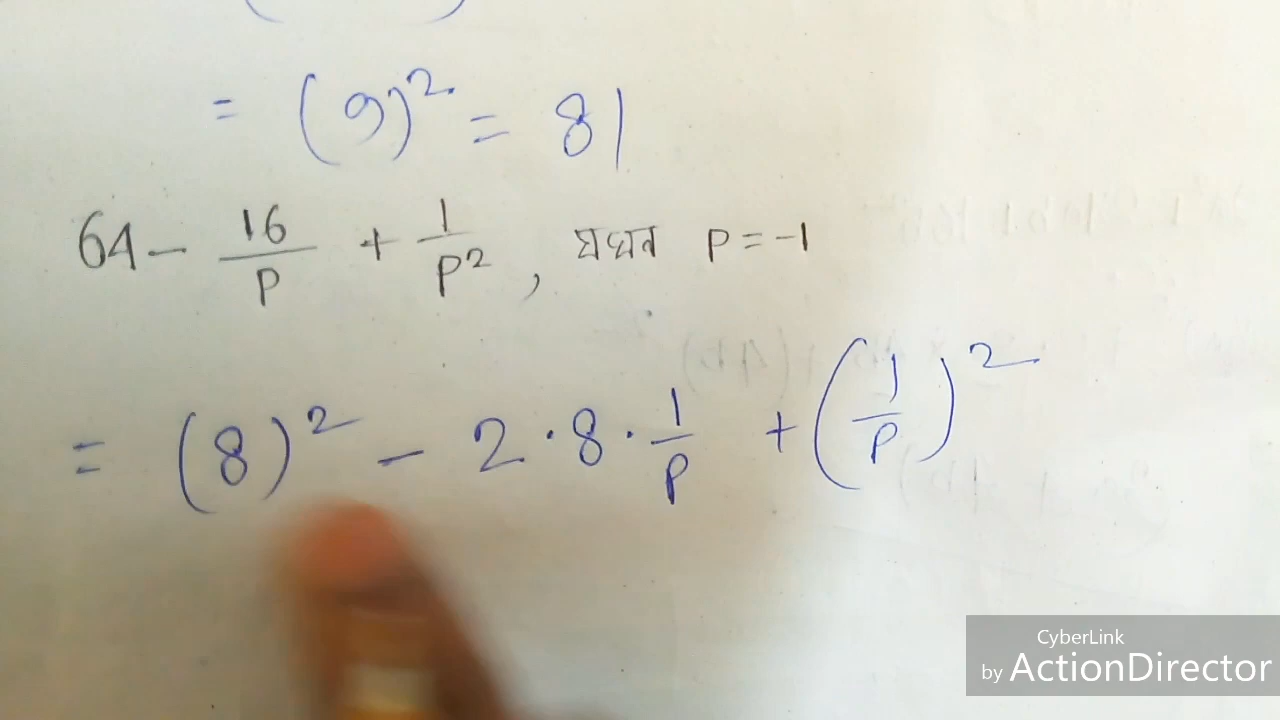 = (9)² = 81
64 - 16/p + 1/p², যখন p = -1
= (8)² - 2·8·1/p + (1/p)²
CyberLink
by ActionDirector